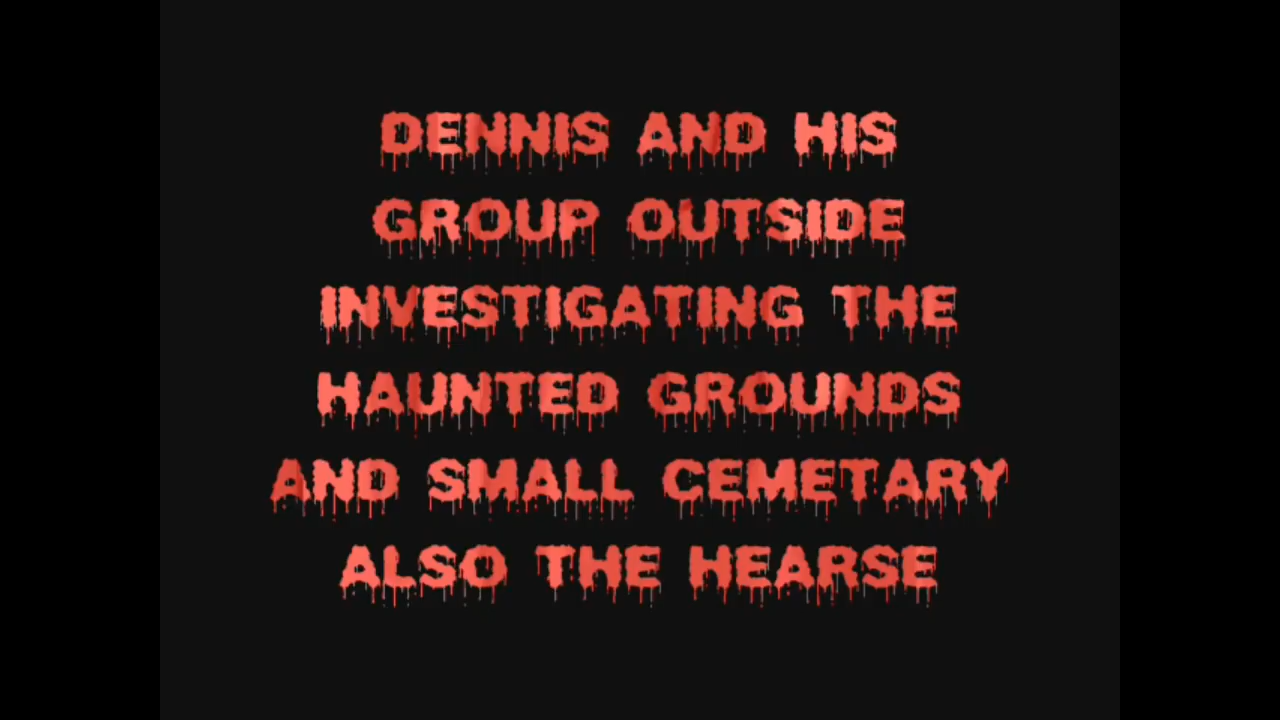 DENNIS AND HIS
GROUP OUTSIDE
INVESTIGATING THE
HAUNTED GROUNDS
AND SMALL CEMETARY
ALSO THE HEARSE